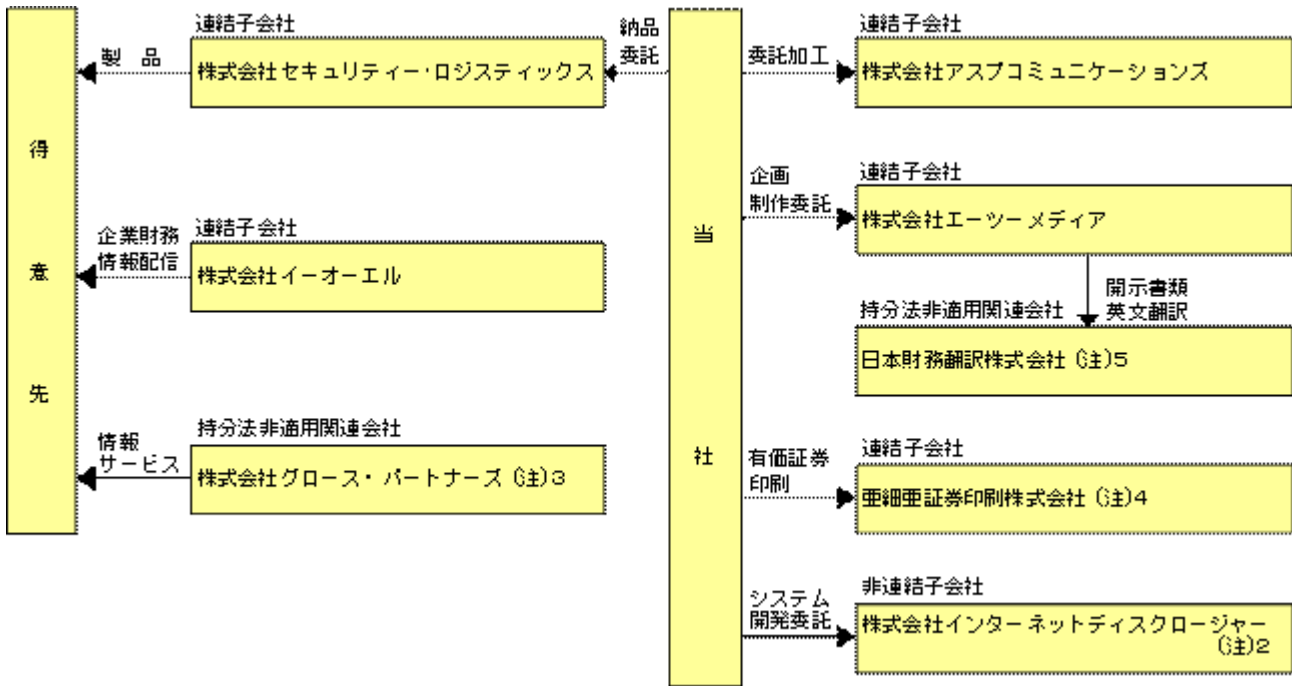 連結子会社
製 品
株式会社セキュリティー・ロジスティックス
納品
委託
委託加工
連結子会社
株式会社アスプコミュニケーションズ
得意先
当社
企画
制作委託
連結子会社
株式会社エーツーメディア
企業財務
情報配信
連結子会社
株式会社イーオーエル
開示書類
英文翻訳
持分法非適用関連会社
日本財務翻訳株式会社 (注)5
情報
サービス
持分法非適用関連会社
株式会社グロース・パートナーズ (注)3
有価証券
印刷
連結子会社
亜細亜証券印刷株式会社 (注)4
システム
開発委託
非連結子会社
株式会社インターネットディスクロージャー
(注)2